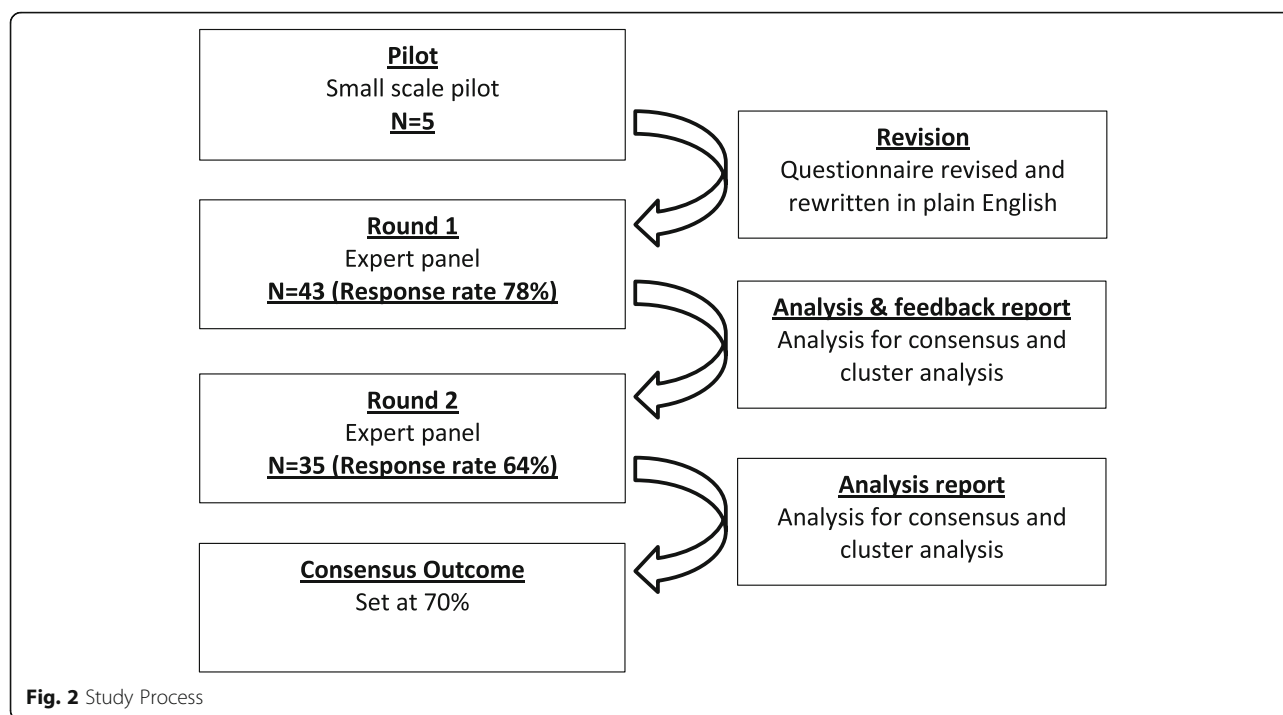 Pilot
Small scale pilot
N=5
Revision
Questionnaire revised and
rewritten in plain English
Round 1
Expert panel
N=43 (Response rate 78%)
Analysis & feedback report
Analysis for consensus and
cluster analysis
Round 2
Expert panel
N=35 (Response rate 64%)
Analysis report
Analysis for consensus and
cluster analysis
Consensus Outcome
Set at 70%
Fig. 2 Study Process